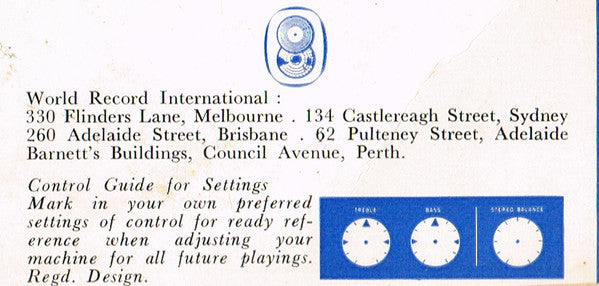 World Record International :
330 Flinders Lane, Melbourne . 134 Castlereagh Street, Sydney
260 Adelaide Street, Brisbane . 62 Pulteney Street, Adelaide
Barnett's Buildings, Council Avenue, Perth.
Control Guide for Settings
Mark in your own preferred
settings of control for ready ref-
erence when adjusting your
machine for all future playings.
Regd. Design.
TREBLE BASS STEREO BALANCE